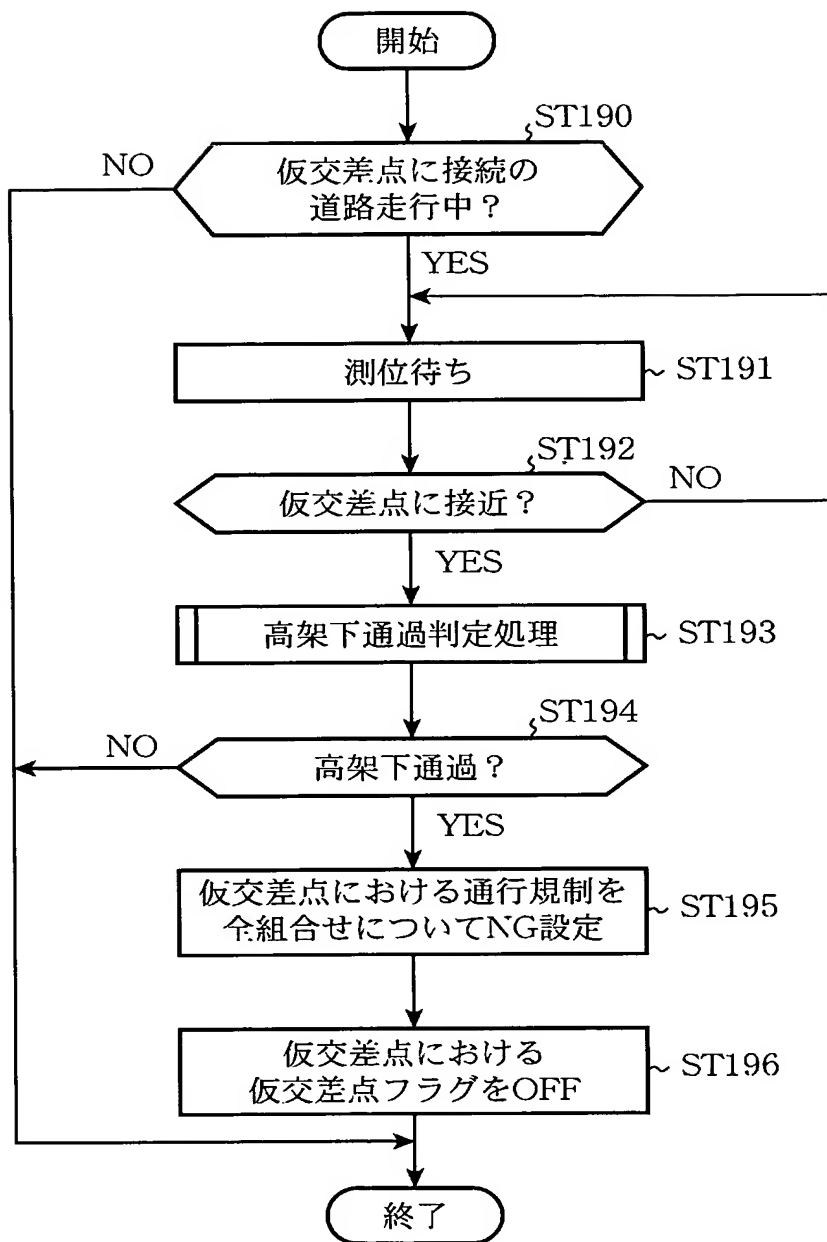 開始
ST190
NO
仮交差点に接続の
道路走行中？
YES
測位待ち
ST191
ST192
仮交差点に接近？
NO
YES
高架下通過判定処理
ST193
ST194
NO
高架下通過？
YES
仮交差点における通行規制を
全組合せについてNG設定
ST195
仮交差点における
仮交差点フラグをOFF
ST196
終了